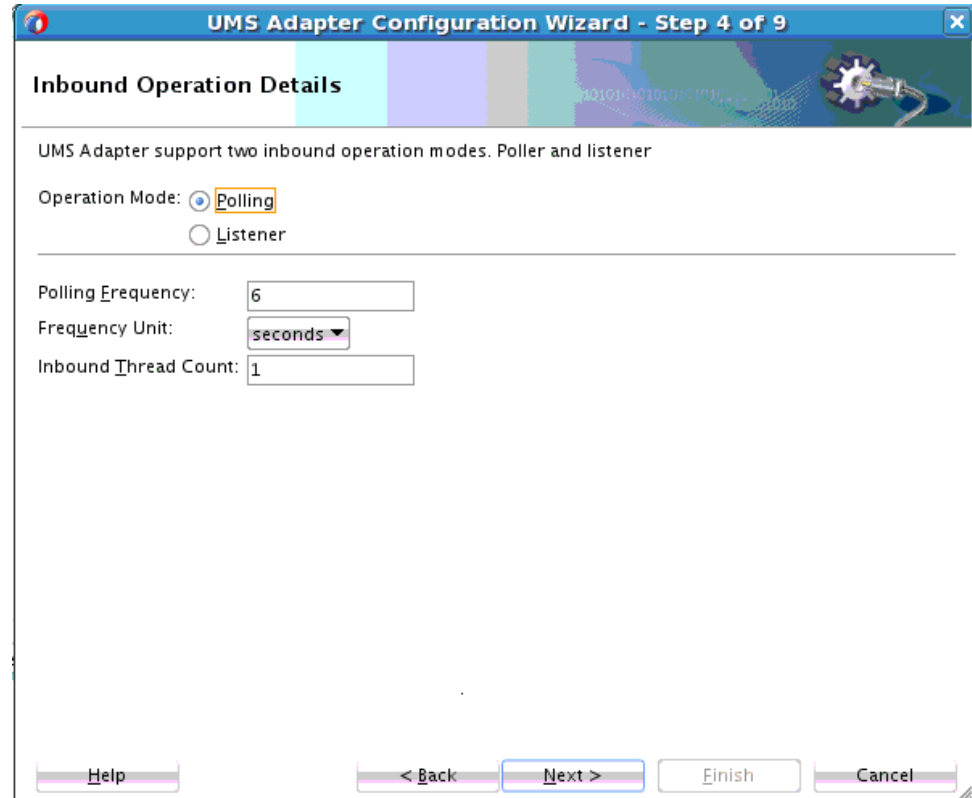 UMS Adapter Configuration Wizard - Step 4 of 9
Inbound Operation Details
UMS Adapter support two inbound operation modes. Poller and listener
Operation Mode: Polling
Listener
Polling Frequency: 6
Frequency Unit: seconds
Inbound Thread Count: 1
Help < Back Next > Finish Cancel